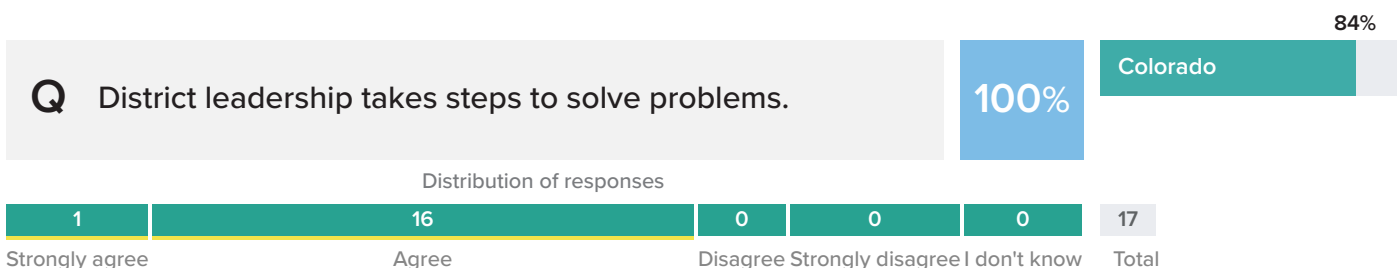 84%
Q District leadership takes steps to solve problems.
100%
Colorado
Distribution of responses
1 16 0 0 0 17
Strongly agree Agree Disagree Strongly disagree I don't know Total